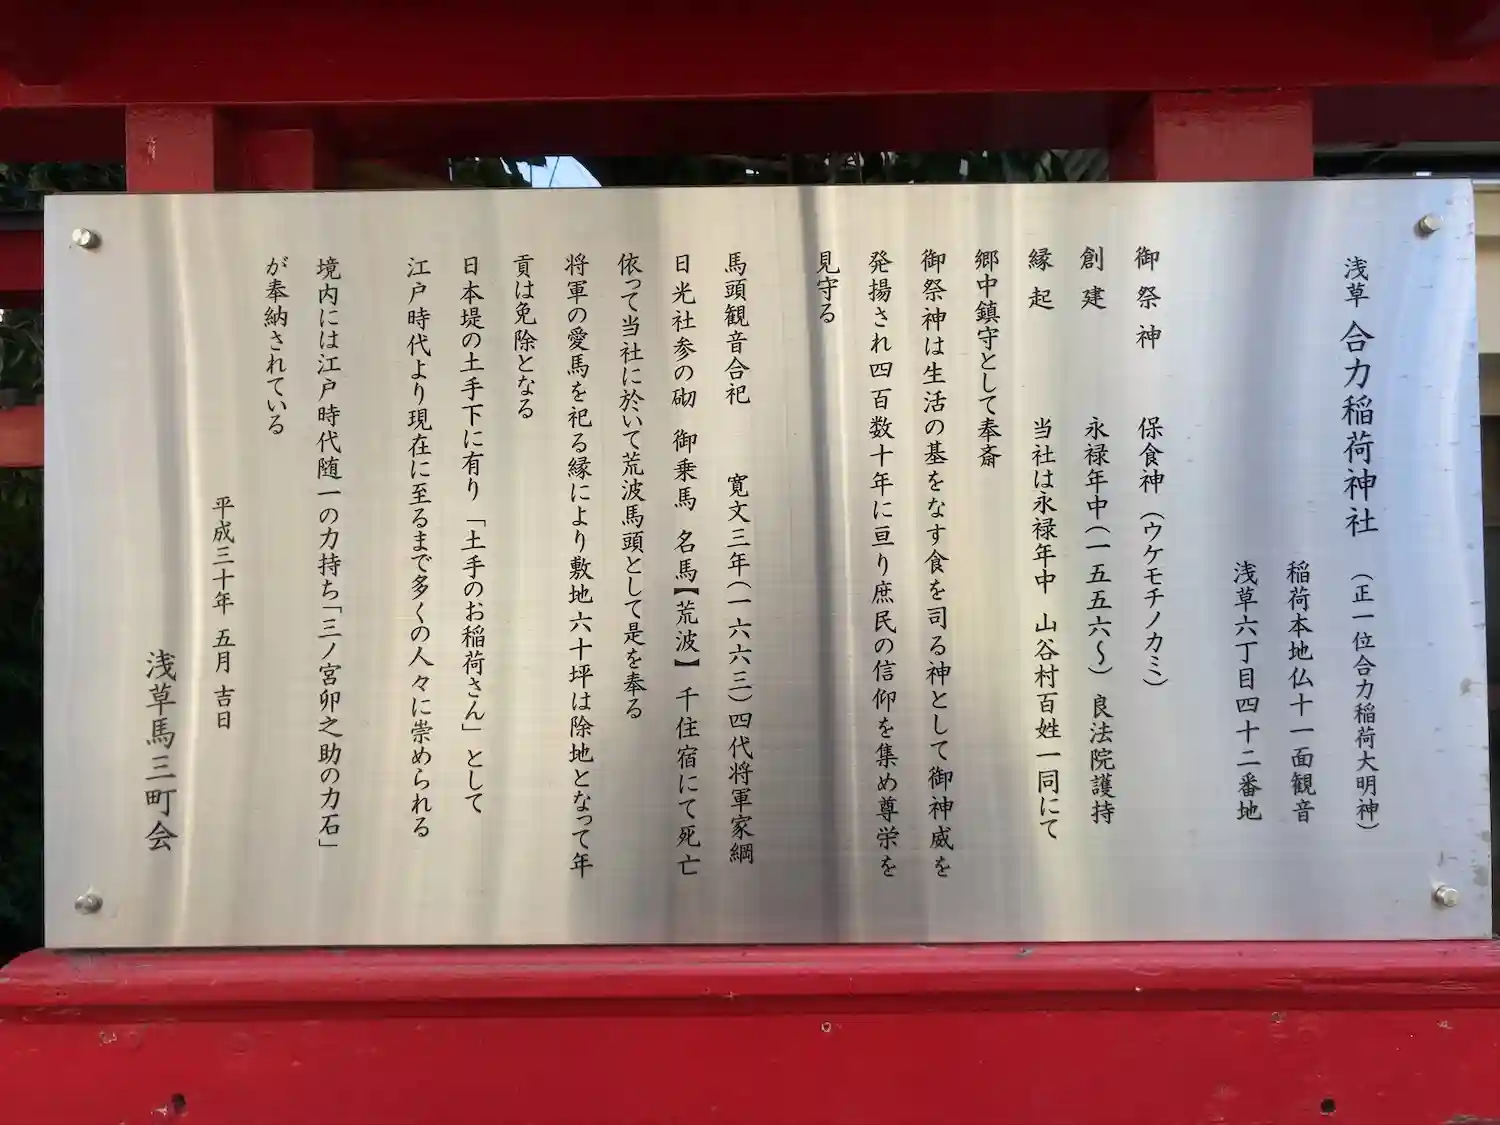 浅草 合力稲荷神社 （正一位合力稲荷大明神）
稲荷本地仏十一面観音
浅草六丁目四十二番地
御祭神 保食神（ウケモチノカミ）
創建 永禄年中（一五五六～）良法院護持
縁起 当社は永禄年中 山谷村百姓一同にて
郷中鎮守として奉斎
御祭神は生活の基をなす食を司る神として御神威を
発揚され四百数十年に亘り庶民の信仰を集め尊栄を
見守る
馬頭観音合祀 寛文三年（一六六三）四代将軍家綱
日光社参の砌 御乗馬 名馬【荒波】千住宿にて死亡
依って当社に於いて荒波馬頭として是を奉る
将軍の愛馬を祀る縁により敷地六十坪は除地となって年
貢は免除となる
日本堤の土手下に有り「土手のお稲荷さん」として
江戸時代より現在に至るまで多くの人々に崇められる
境内には江戸時代随一の力持ち「三ノ宮卯之助の力石」
が奉納されている
平成三十年 五月 吉日
浅草馬三町会